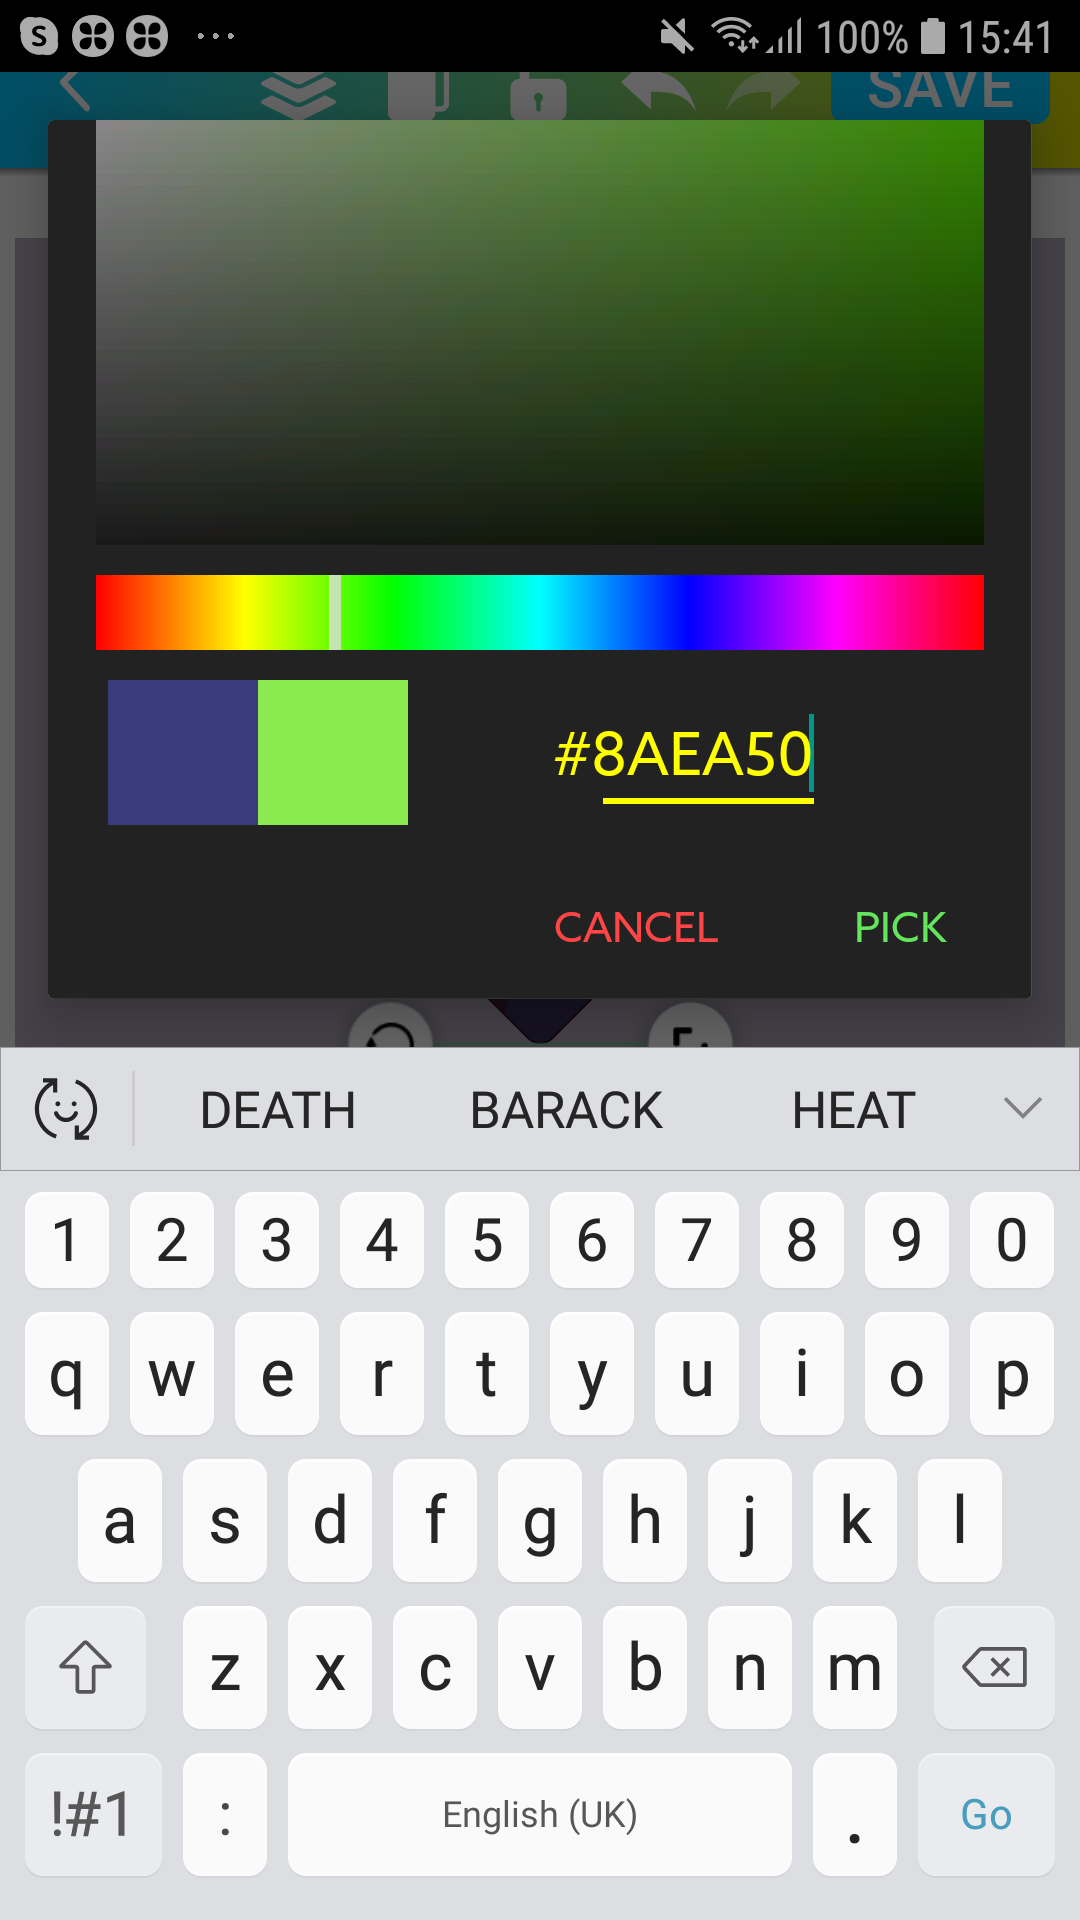 S 100% 15:41
SAVE
#8AEA50
CANCEL PICK
DEATH BARACK HEAT
1 2 3 4 5 6 7 8 9 0
q w e r t y u i o p
a s d f g h j k l
z x c v b n m
!#1 : English (UK) . Go